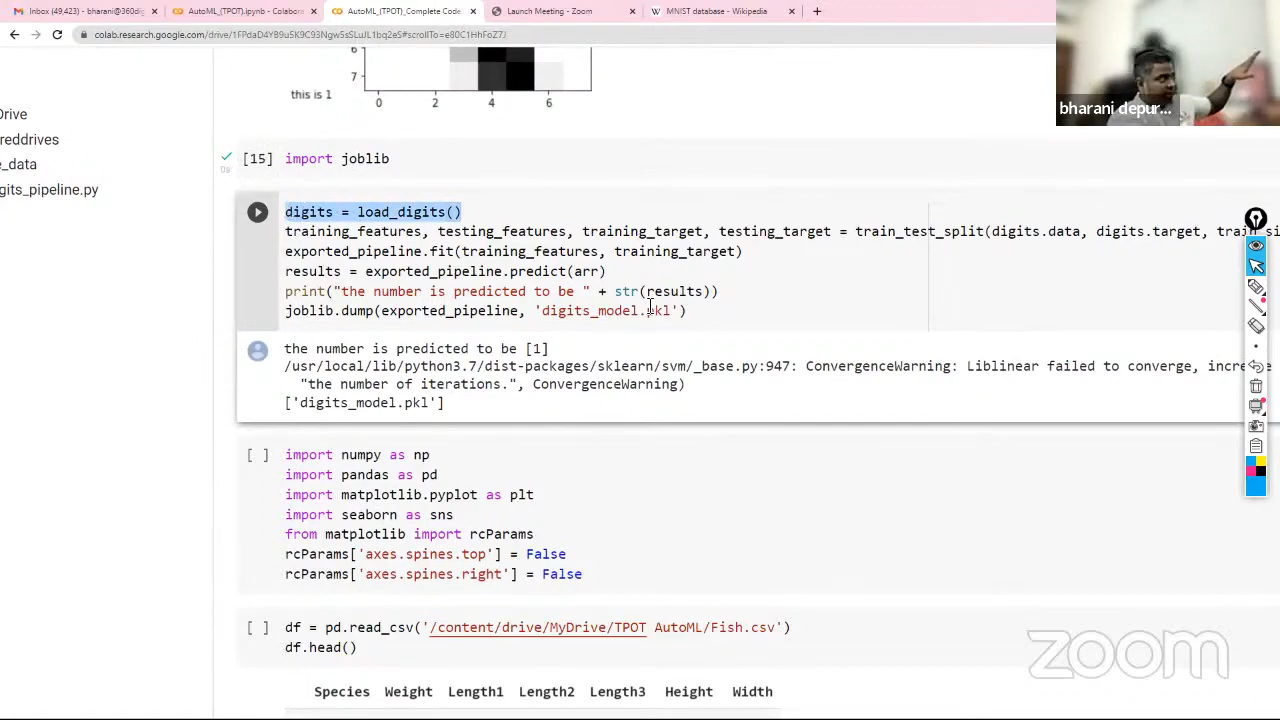 Inbox (49,423) - bharani@360dig
AutoML_(TPOT).ipynb - Colabora
AutoML_(TPOT)_Complete Code.
Launch Meeting - Zoom
MNIST database - Wikipedia
colab.research.google.com/drive/1FPdaD4YB9u5K9C93Ngw5sSLuJL1bq2eS#scrollTo=e80C1HhFoZ7J
bharani depur...
Drive
reddrives
e_data
gits_pipeline.py
6
7
this is 1
0 2 4 6
[15] import joblib
digits = load_digits()
training_features, testing_features, training_target, testing_target = train_test_split(digits.data, digits.target, train_si
exported_pipeline.fit(training_features, training_target)
results = exported_pipeline.predict(arr)
print("the number is predicted to be " + str(results))
joblib.dump(exported_pipeline, 'digits_model.pkl')
the number is predicted to be [1]
/usr/local/lib/python3.7/dist-packages/sklearn/svm/_base.py:947: ConvergenceWarning: Liblinear failed to converge, increase
"the number of iterations.", ConvergenceWarning)
['digits_model.pkl']
[ ] import numpy as np
import pandas as pd
import matplotlib.pyplot as plt
import seaborn as sns
from matplotlib import rcParams
rcParams['axes.spines.top'] = False
rcParams['axes.spines.right'] = False
[ ] df = pd.read_csv('/content/drive/MyDrive/TPOT AutoML/Fish.csv')
df.head()
Species Weight Length1 Length2 Length3 Height Width
zoom